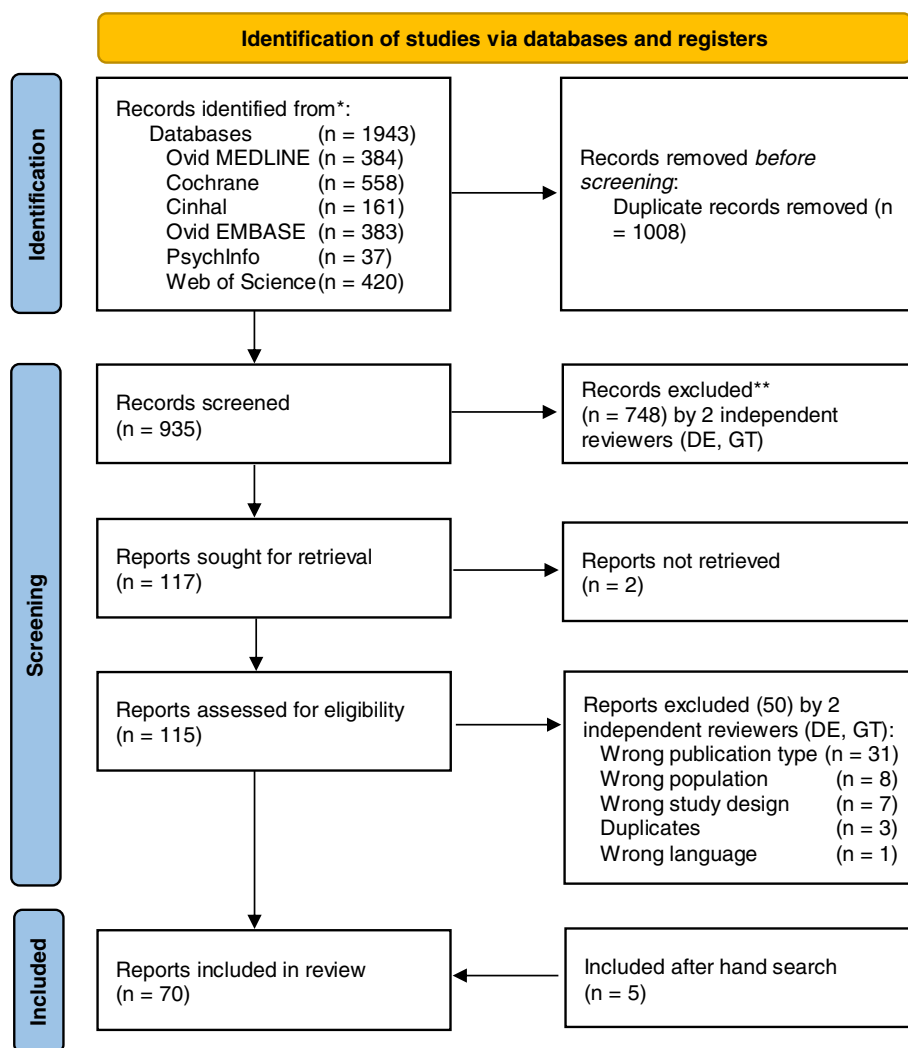 Identification of studies via databases and registers
Identification
Records identified from*:
Databases (n = 1943)
Ovid MEDLINE (n = 384)
Cochrane (n = 558)
Cinhal (n = 161)
Ovid EMBASE (n = 383)
PsychInfo (n = 37)
Web of Science (n = 420)
Records removed before
screening:
Duplicate records removed (n
= 1008)
Screening
Records screened
(n = 935)
Records excluded**
(n = 748) by 2 independent
reviewers (DE, GT)
Reports sought for retrieval
(n = 117)
Reports not retrieved
(n = 2)
Reports assessed for eligibility
(n = 115)
Reports excluded (50) by 2
independent reviewers (DE, GT):
Wrong publication type (n = 31)
Wrong population (n = 8)
Wrong study design (n = 7)
Duplicates (n = 3)
Wrong language (n = 1)
Included
Reports included in review
(n = 70)
Included after hand search
(n = 5)